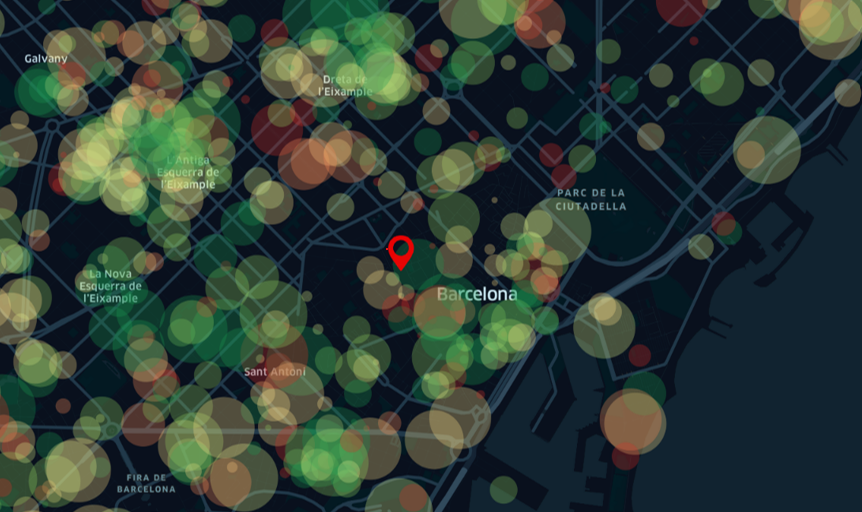 Galvany
Dreta de
l'Eixample
L'Antiga
Esquerra de
l'Eixample
PARC DE LA
CIUTADELLA
La Nova
Esquerra de
l'Eixample
Barcelona
Sant Antoni
FIRA DE
BARCELONA